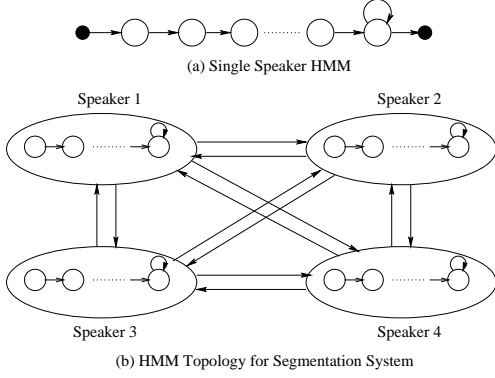 (a) Single Speaker HMM
Speaker 1
Speaker 2
Speaker 3
Speaker 4
(b) HMM Topology for Segmentation System